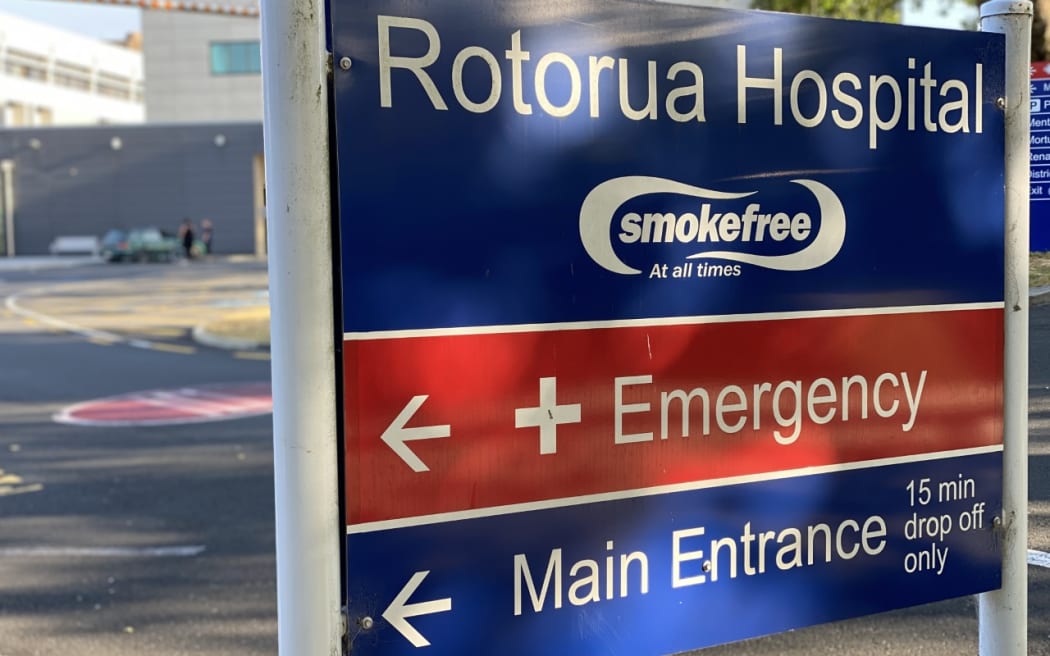 Rotorua Hospital
smokefree
At all times
Emergency
Main Entrance
15 min
drop off
only